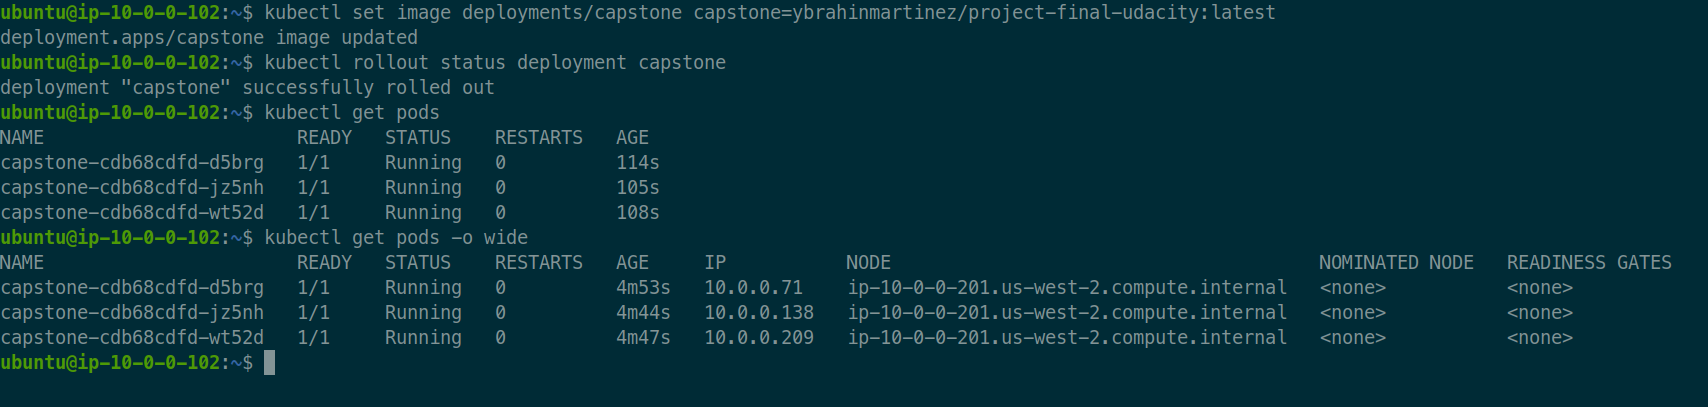 ubuntu@ip-10-0-0-102:~$ kubectl set image deployments/capstone capstone=ybrahinmartinez/project-final-udacity:latest
deployment.apps/capstone image updated
ubuntu@ip-10-0-0-102:~$ kubectl rollout status deployment capstone
deployment "capstone" successfully rolled out
ubuntu@ip-10-0-0-102:~$ kubectl get pods
NAME                       READY   STATUS    RESTARTS   AGE
capstone-cdb68cdfd-d5brg   1/1     Running   0          114s
capstone-cdb68cdfd-jz5nh   1/1     Running   0          105s
capstone-cdb68cdfd-wt52d   1/1     Running   0          108s
ubuntu@ip-10-0-0-102:~$ kubectl get pods -o wide
NAME                       READY   STATUS    RESTARTS   AGE     IP           NODE                                       NOMINATED NODE   READINESS GATES
capstone-cdb68cdfd-d5brg   1/1     Running   0          4m53s   10.0.0.71    ip-10-0-0-201.us-west-2.compute.internal   <none>           <none>
capstone-cdb68cdfd-jz5nh   1/1     Running   0          4m44s   10.0.0.138   ip-10-0-0-201.us-west-2.compute.internal   <none>           <none>
capstone-cdb68cdfd-wt52d   1/1     Running   0          4m47s   10.0.0.209   ip-10-0-0-201.us-west-2.compute.internal   <none>           <none>
ubuntu@ip-10-0-0-102:~$